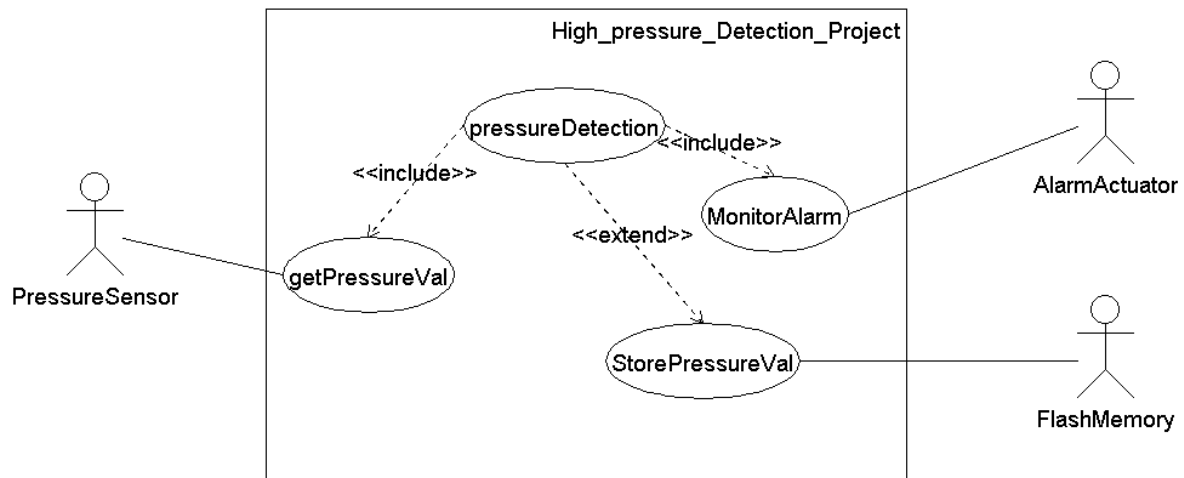 High_pressure_Detection_Project
pressureDetection
<<include>>
<<include>>
AlarmActuator
MonitorAlarm
<<extend>>
getPressureVal
PressureSensor
StorePressureVal
FlashMemory